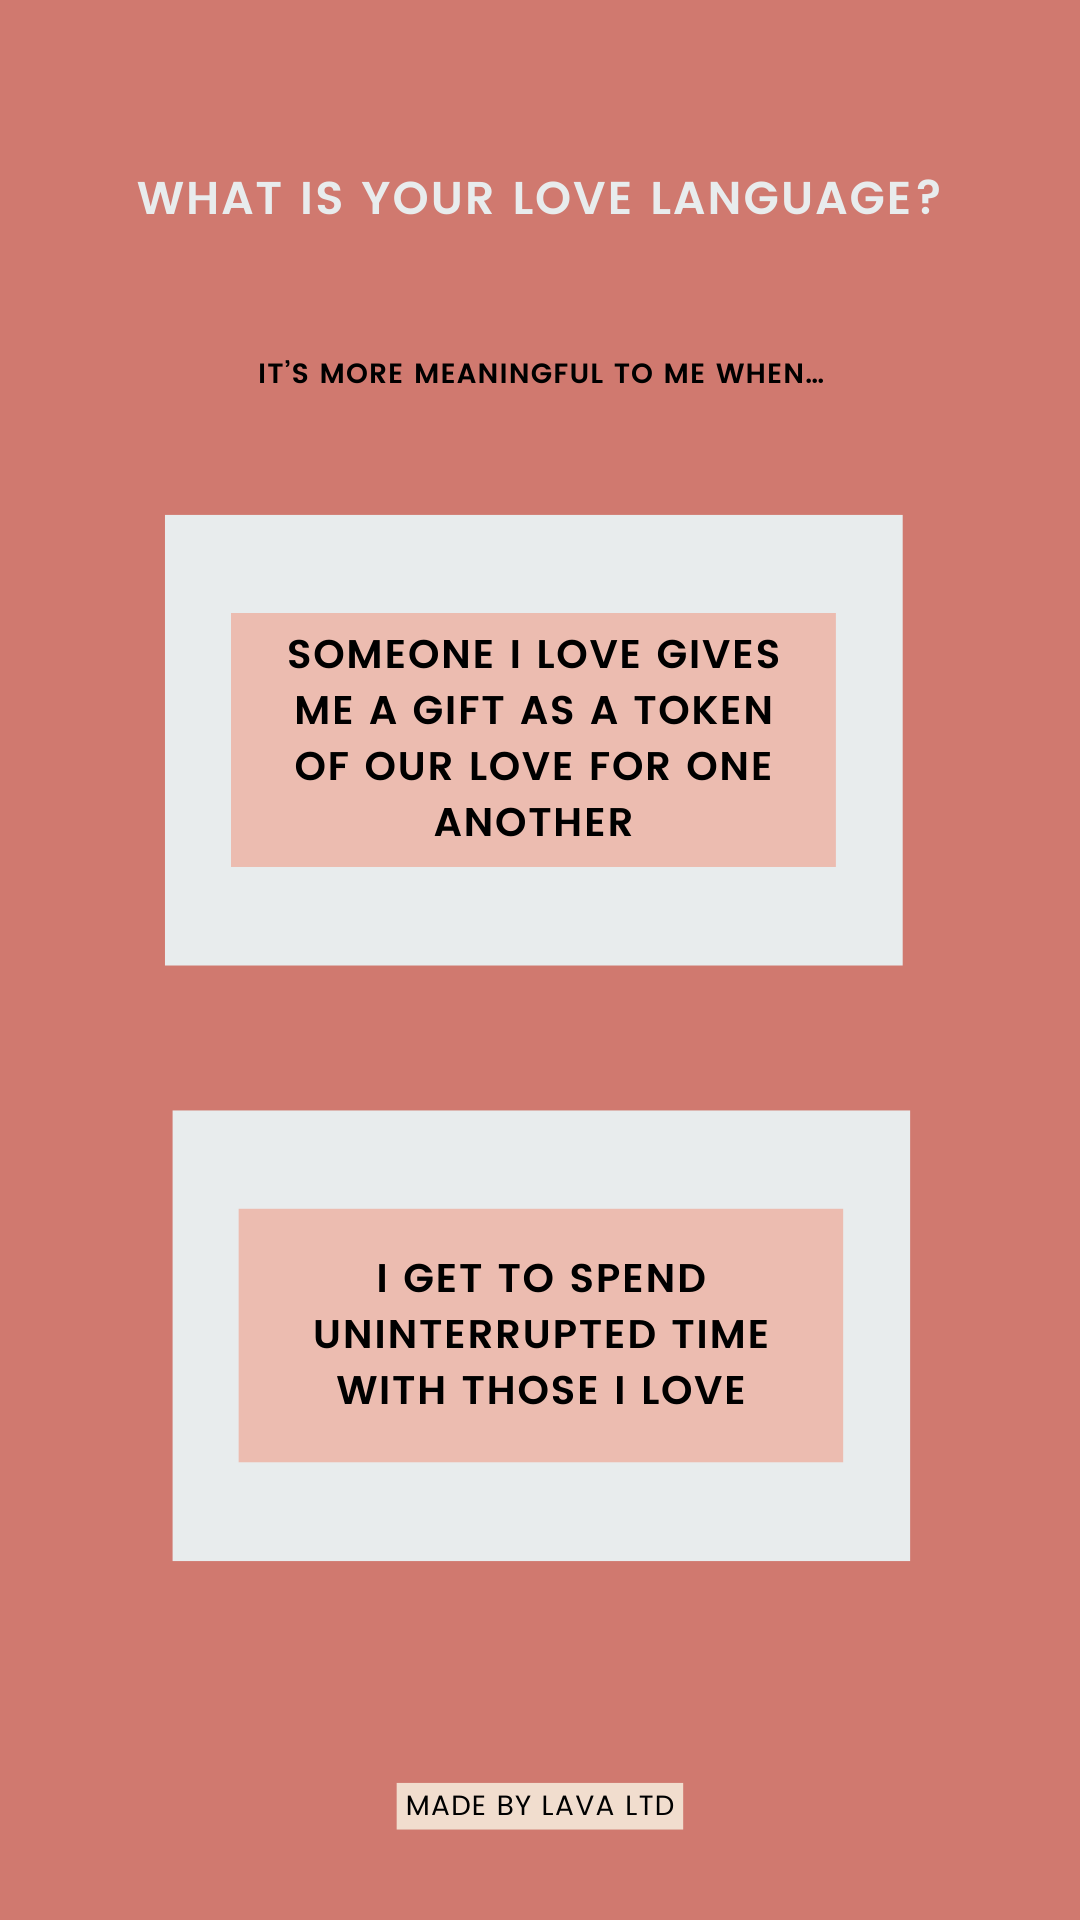 WHAT IS YOUR LOVE LANGUAGE?
IT’S MORE MEANINGFUL TO ME WHEN...
SOMEONE I LOVE GIVES
ME A GIFT AS A TOKEN
OF OUR LOVE FOR ONE
ANOTHER
I GET TO SPEND
UNINTERRUPTED TIME
WITH THOSE I LOVE
MADE BY LAVA LTD